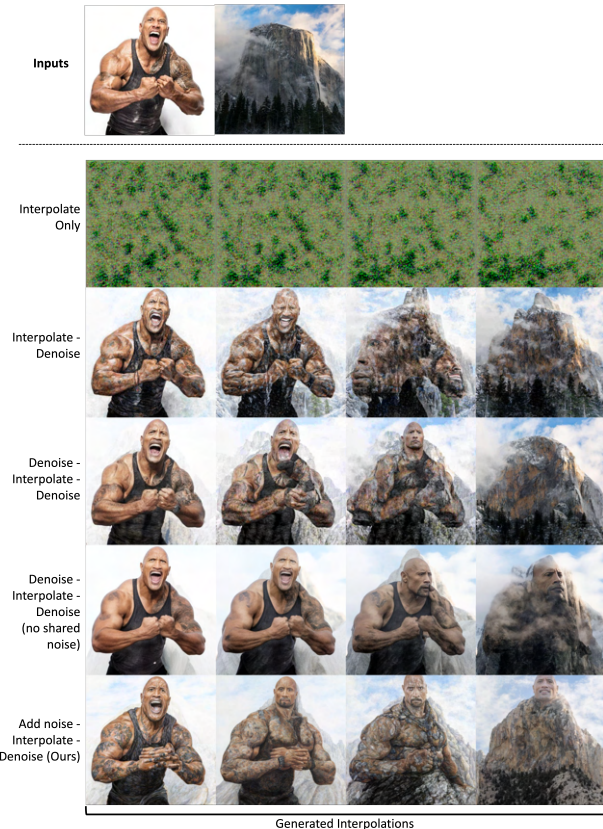 Inputs
Interpolate
Only
Interpolate -
Denoise
Denoise -
Interpolate -
Denoise
Denoise -
Interpolate -
Denoise
(no shared
noise)
Add noise -
Interpolate -
Denoise (Ours)
Generated Interpolations